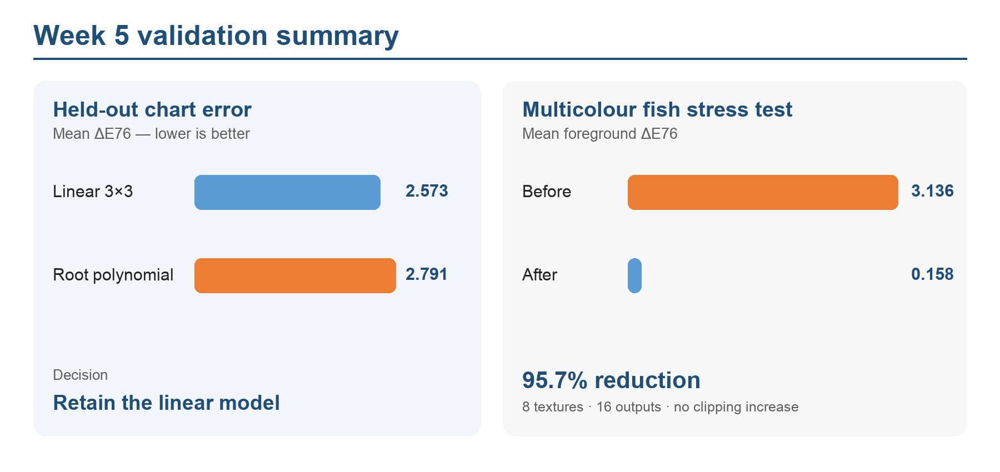 Week 5 validation summary
Held-out chart error
Mean ΔE76 — lower is better
Linear 3×3
2.573
Root polynomial
2.791
Decision
Retain the linear model
Multicolour fish stress test
Mean foreground ΔE76
Before
3.136
After
0.158
95.7% reduction
8 textures · 16 outputs · no clipping increase